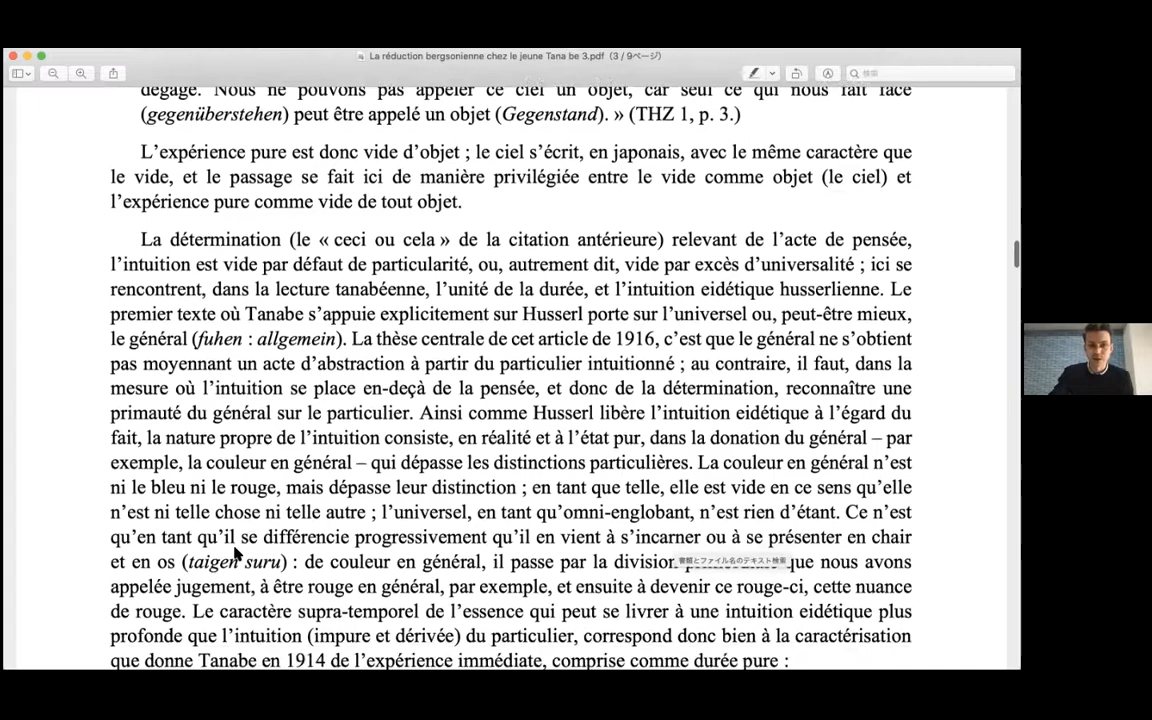 La réduction bergsonienne chez le jeune Tana be 3.pdf (3 / 9ページ)
検索
dégage. Nous ne pouvons pas appeler ce ciel un objet, car seul ce qui nous fait face
(gegenüberstehen) peut être appelé un objet (Gegenstand). » (THZ 1, p. 3.)
L’expérience pure est donc vide d’objet ; le ciel s’écrit, en japonais, avec le même caractère que
le vide, et le passage se fait ici de manière privilégiée entre le vide comme objet (le ciel) et
l’expérience pure comme vide de tout objet.
La détermination (le « ceci ou cela » de la citation antérieure) relevant de l’acte de pensée,
l’intuition est vide par défaut de particularité, ou, autrement dit, vide par excès d’universalité ; ici se
rencontrent, dans la lecture tanabéenne, l’unité de la durée, et l’intuition eidétique husserlienne. Le
premier texte où Tanabe s’appuie explicitement sur Husserl porte sur l’universel ou, peut-être mieux,
le général (fuhen : allgemein). La thèse centrale de cet article de 1916, c’est que le général ne s’obtient
pas moyennant un acte d’abstraction à partir du particulier intuitionné ; au contraire, il faut, dans la
mesure où l’intuition se place en-deçà de la pensée, et donc de la détermination, reconnaître une
primauté du général sur le particulier. Ainsi comme Husserl libère l’intuition eidétique à l’égard du
fait, la nature propre de l’intuition consiste, en réalité et à l’état pur, dans la donation du général – par
exemple, la couleur en général – qui dépasse les distinctions particulières. La couleur en général n’est
ni le bleu ni le rouge, mais dépasse leur distinction ; en tant que telle, elle est vide en ce sens qu’elle
n’est ni telle chose ni telle autre ; l’universel, en tant qu’omni-englobant, n’est rien d’étant. Ce n’est
qu’en tant qu’il se différencie progressivement qu’il en vient à s’incarner ou à se présenter en chair
et en os (taigen suru) : de couleur en général, il passe par la division 書類とファイル名のテキスト検索 que nous avons
appelée jugement, à être rouge en général, par exemple, et ensuite à devenir ce rouge-ci, cette nuance
de rouge. Le caractère supra-temporel de l’essence qui peut se livrer à une intuition eidétique plus
profonde que l’intuition (impure et dérivée) du particulier, correspond donc bien à la caractérisation
que donne Tanabe en 1914 de l’expérience immédiate, comprise comme durée pure :